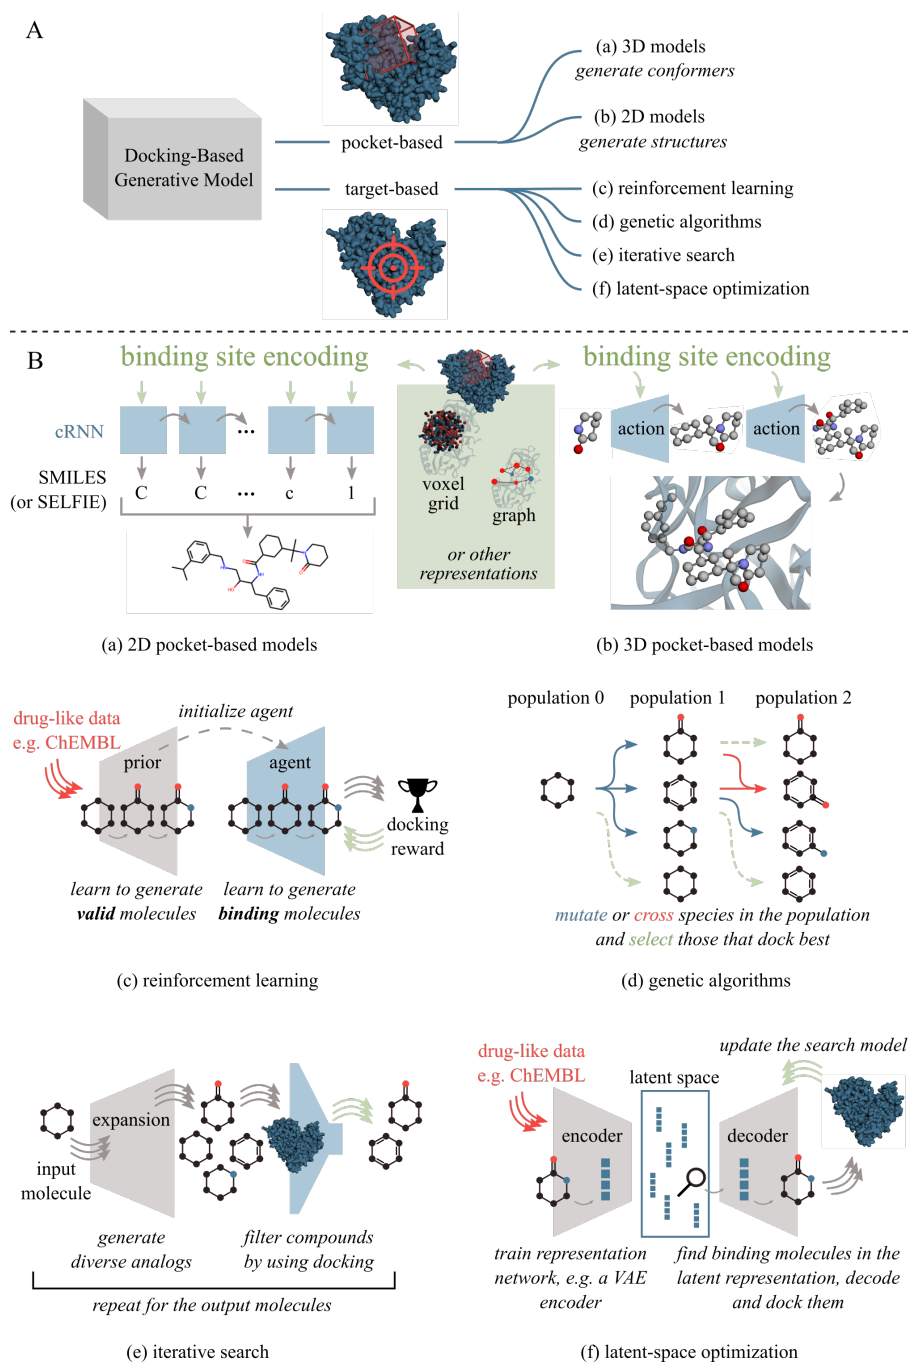 A
Docking-Based
Generative Model
pocket-based
target-based
(a) 3D models
generate conformers
(b) 2D models
generate structures
(c) reinforcement learning
(d) genetic algorithms
(e) iterative search
(f) latent-space optimization
B
binding site encoding
cRNN
...
SMILES
(or SELFIE)
C C ... c 1
(a) 2D pocket-based models
voxel
grid
graph
or other
representations
binding site encoding
action
action
(b) 3D pocket-based models
drug-like data
e.g. ChEMBL
initialize agent
prior
agent
docking
reward
learn to generate
valid molecules
learn to generate
binding molecules
(c) reinforcement learning
population 0 population 1 population 2
mutate or cross species in the population
and select those that dock best
(d) genetic algorithms
expansion
input
molecule
generate
diverse analogs
filter compounds
by using docking
repeat for the output molecules
(e) iterative search
drug-like data
e.g. ChEMBL
update the search model
latent space
encoder
decoder
train representation
network, e.g. a VAE
encoder
find binding molecules in the
latent representation, decode
and dock them
(f) latent-space optimization